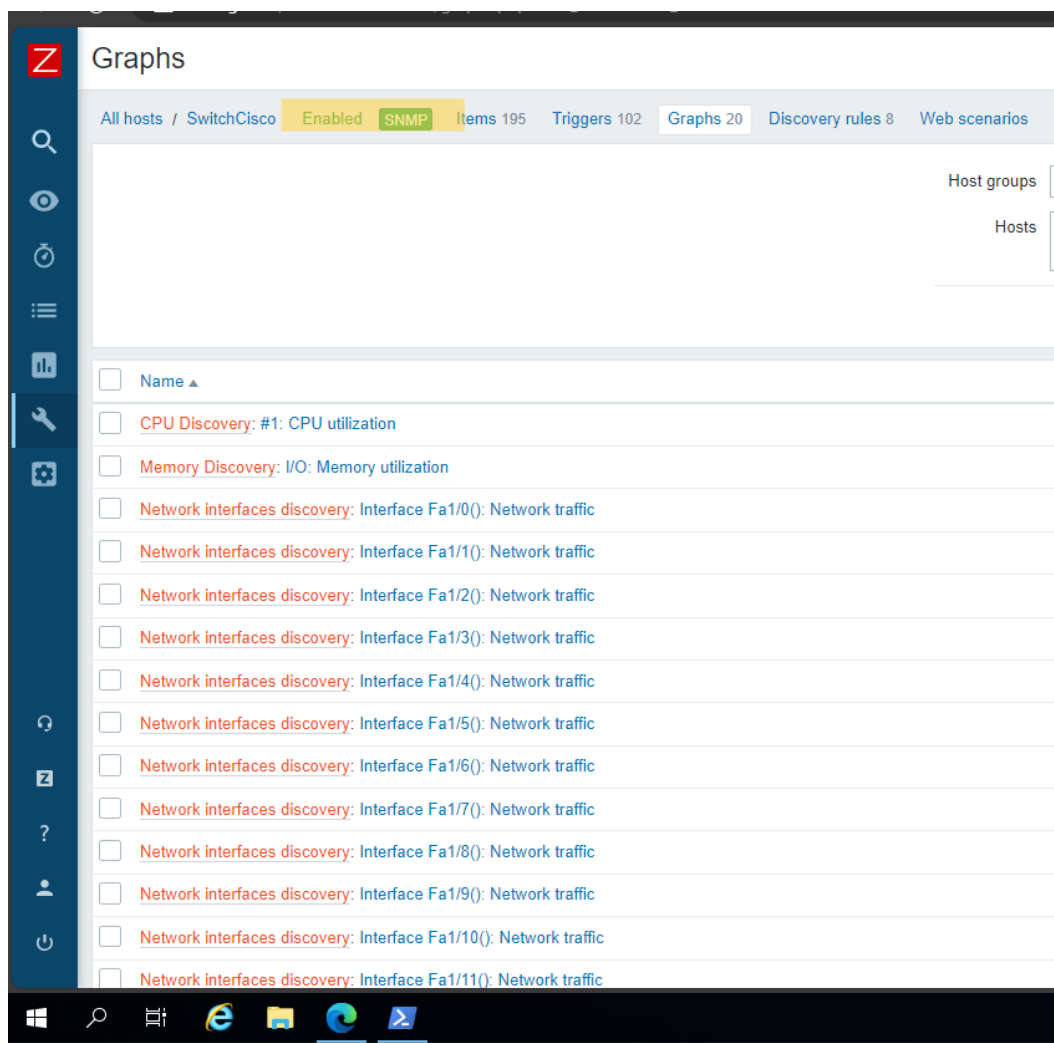 Z
Graphs
All hosts / SwitchCisco Enabled SNMP Items 195 Triggers 102 Graphs 20 Discovery rules 8 Web scenarios
Host groups
Hosts
Name ▲
CPU Discovery: #1: CPU utilization
Memory Discovery: I/O: Memory utilization
Network interfaces discovery: Interface Fa1/0(): Network traffic
Network interfaces discovery: Interface Fa1/1(): Network traffic
Network interfaces discovery: Interface Fa1/2(): Network traffic
Network interfaces discovery: Interface Fa1/3(): Network traffic
Network interfaces discovery: Interface Fa1/4(): Network traffic
Network interfaces discovery: Interface Fa1/5(): Network traffic
Network interfaces discovery: Interface Fa1/6(): Network traffic
Z
Network interfaces discovery: Interface Fa1/7(): Network traffic
?
Network interfaces discovery: Interface Fa1/8(): Network traffic
Network interfaces discovery: Interface Fa1/9(): Network traffic
Network interfaces discovery: Interface Fa1/10(): Network traffic
Network interfaces discovery: Interface Fa1/11(): Network traffic